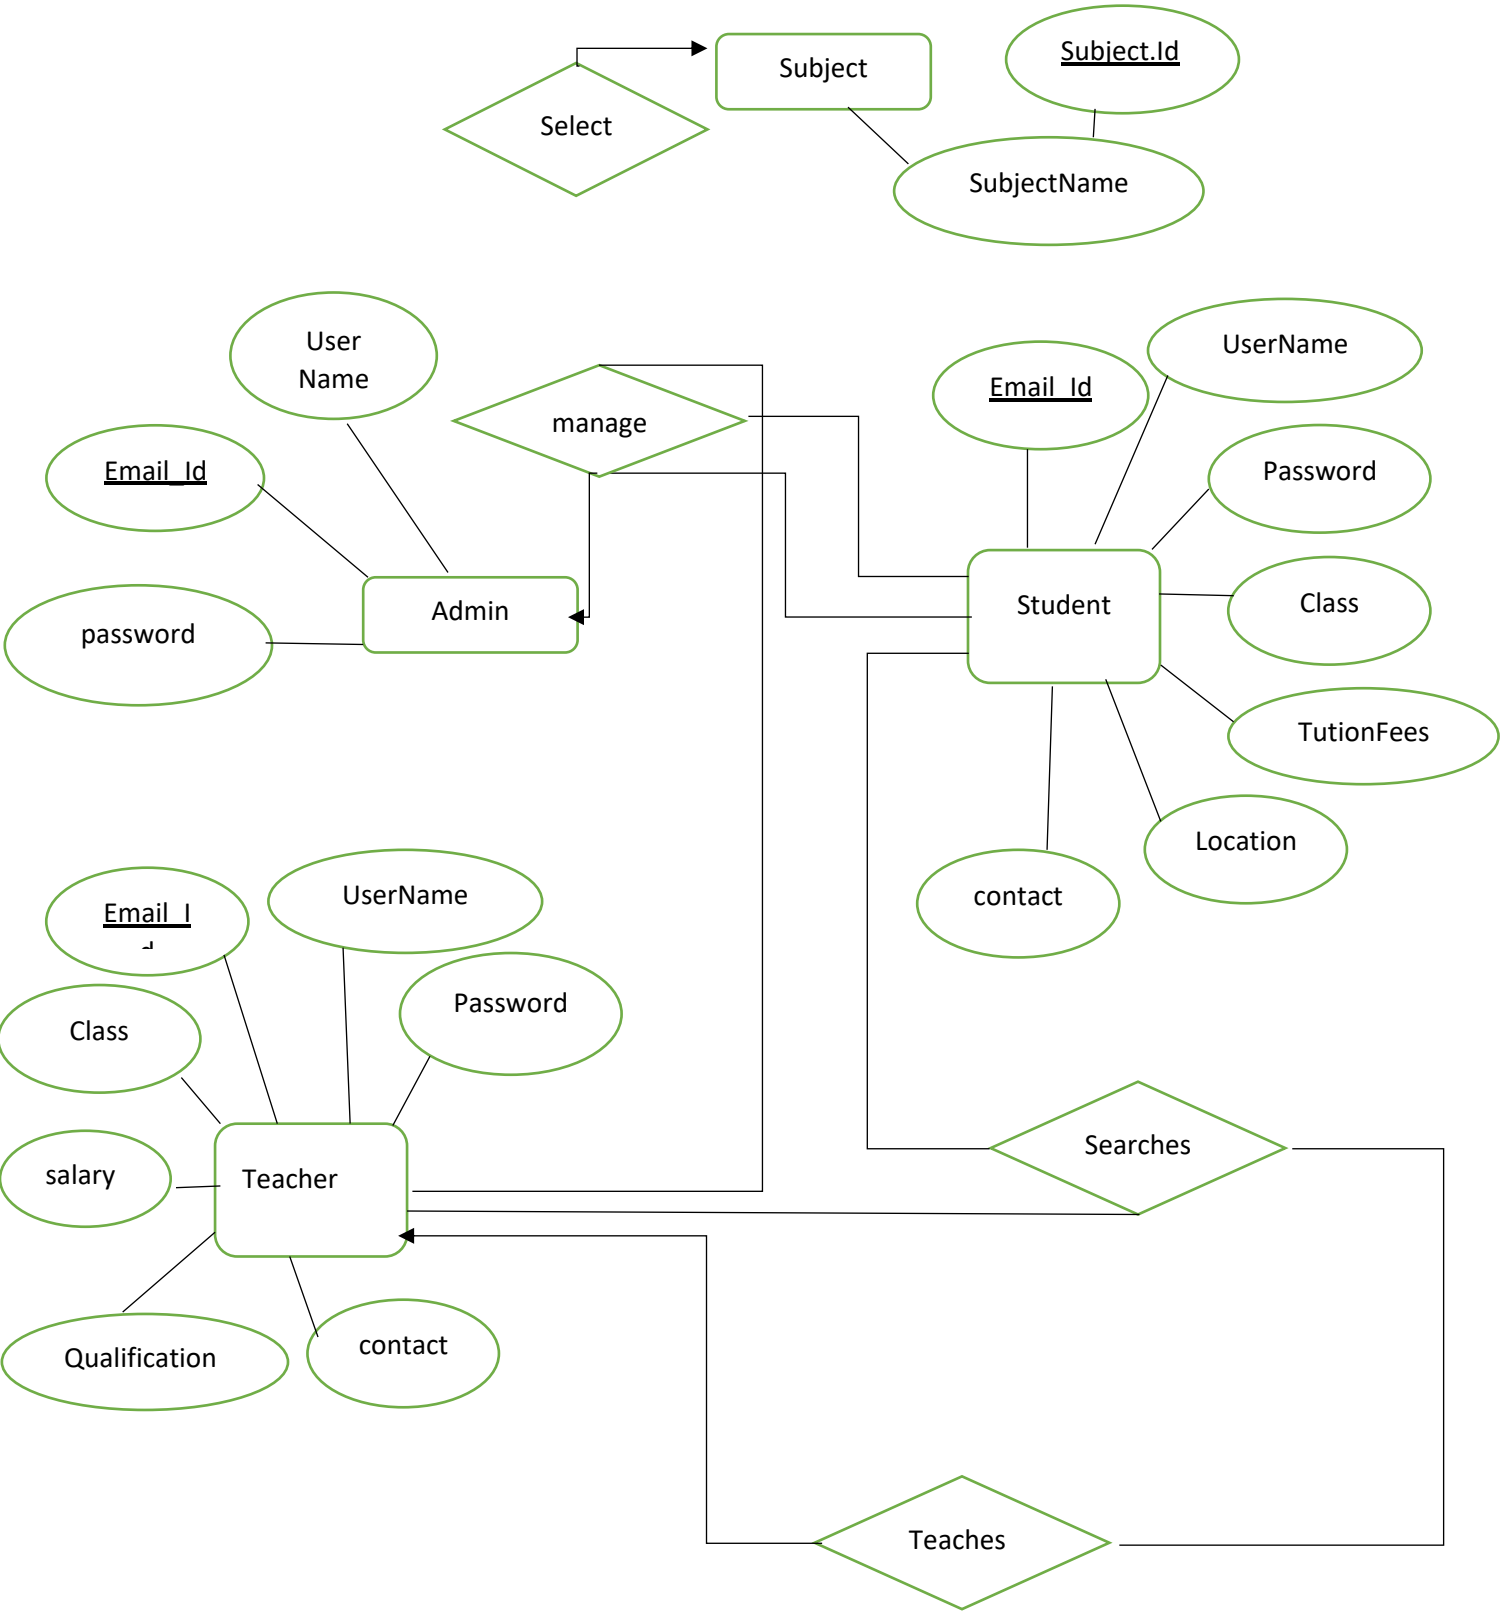 Subject
Subject.Id
Select
SubjectName
User
Name
UserName
Email_Id
manage
Email_Id
Password
Admin
Student
Class
password
TutionFees
Location
contact
UserName
Email_I
d
Password
Class
Searches
salary
Teacher
contact
Qualification
Teaches